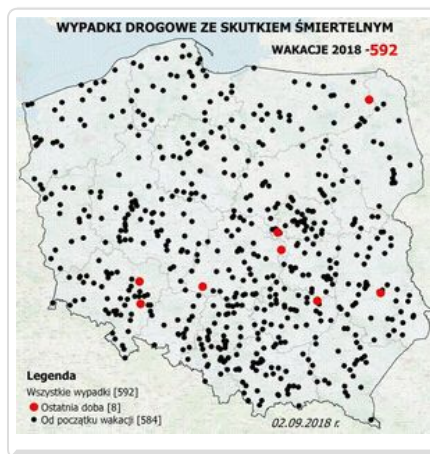 WYPADKI DROGOWE ZE SKUTKIEM ŚMIERTELNYM
WAKACJE 2018 -592
Legenda
Wszystkie wypadki [592]
Ostatnia doba [8]
Od początku wakacji [584]
02.09.2018 r.